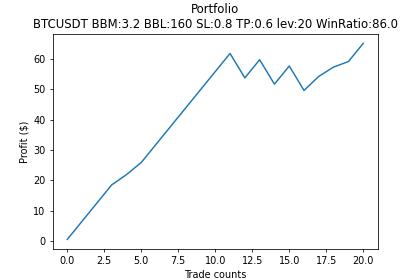 Portfolio
BTCUSDT BBM:3.2 BBL:160 SL:0.8 TP:0.6 lev:20 WinRatio:86.0
60
50
40
30
20
10
0
Profit ($)
0.0 2.5 5.0 7.5 10.0 12.5 15.0 17.5 20.0
Trade counts